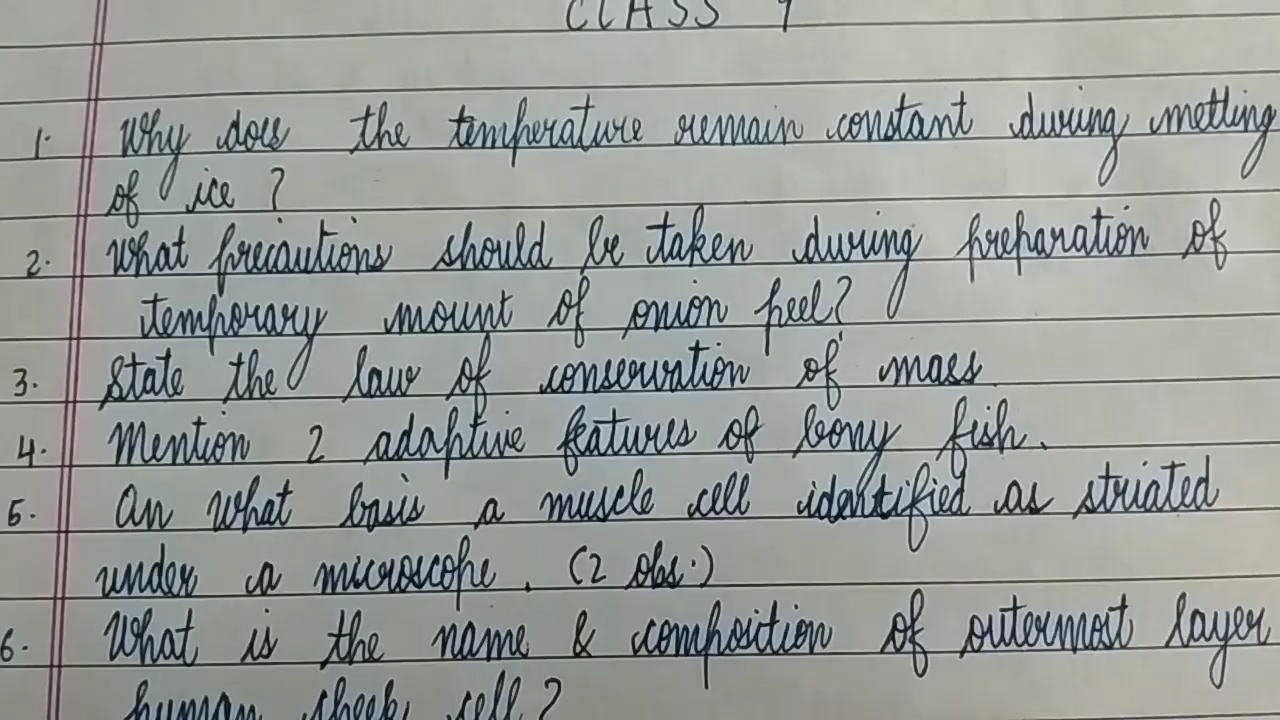 CLASS 9
1. Why does the temperature remain constant during melting
of ice ?
2. What precautions should be taken during preparation of
temporary mount of onion peel?
3. State the law of conservation of mass
4. Mention 2 adaptive features of bony fish.
5. On what basis a muscle cell identified as striated
under a microscope. (2 obs.)
6. What is the name & composition of outermost layer
human cheek cell?